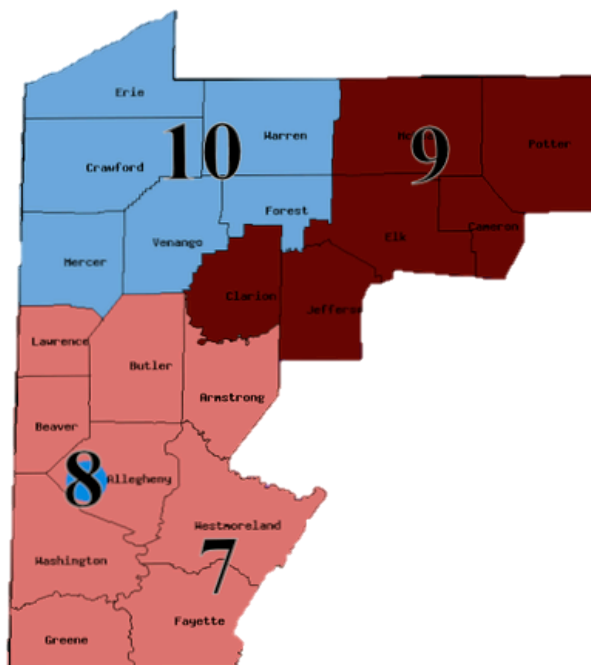 Erie
Warren
10
9
Potter
Crawford
Forest
Cameron
Venango
Elk
Mercer
Clarion
Lawrence
Butler
Armstrong
Beaver
8
Allegheny
Westmoreland
7
Washington
Fayette
Greene